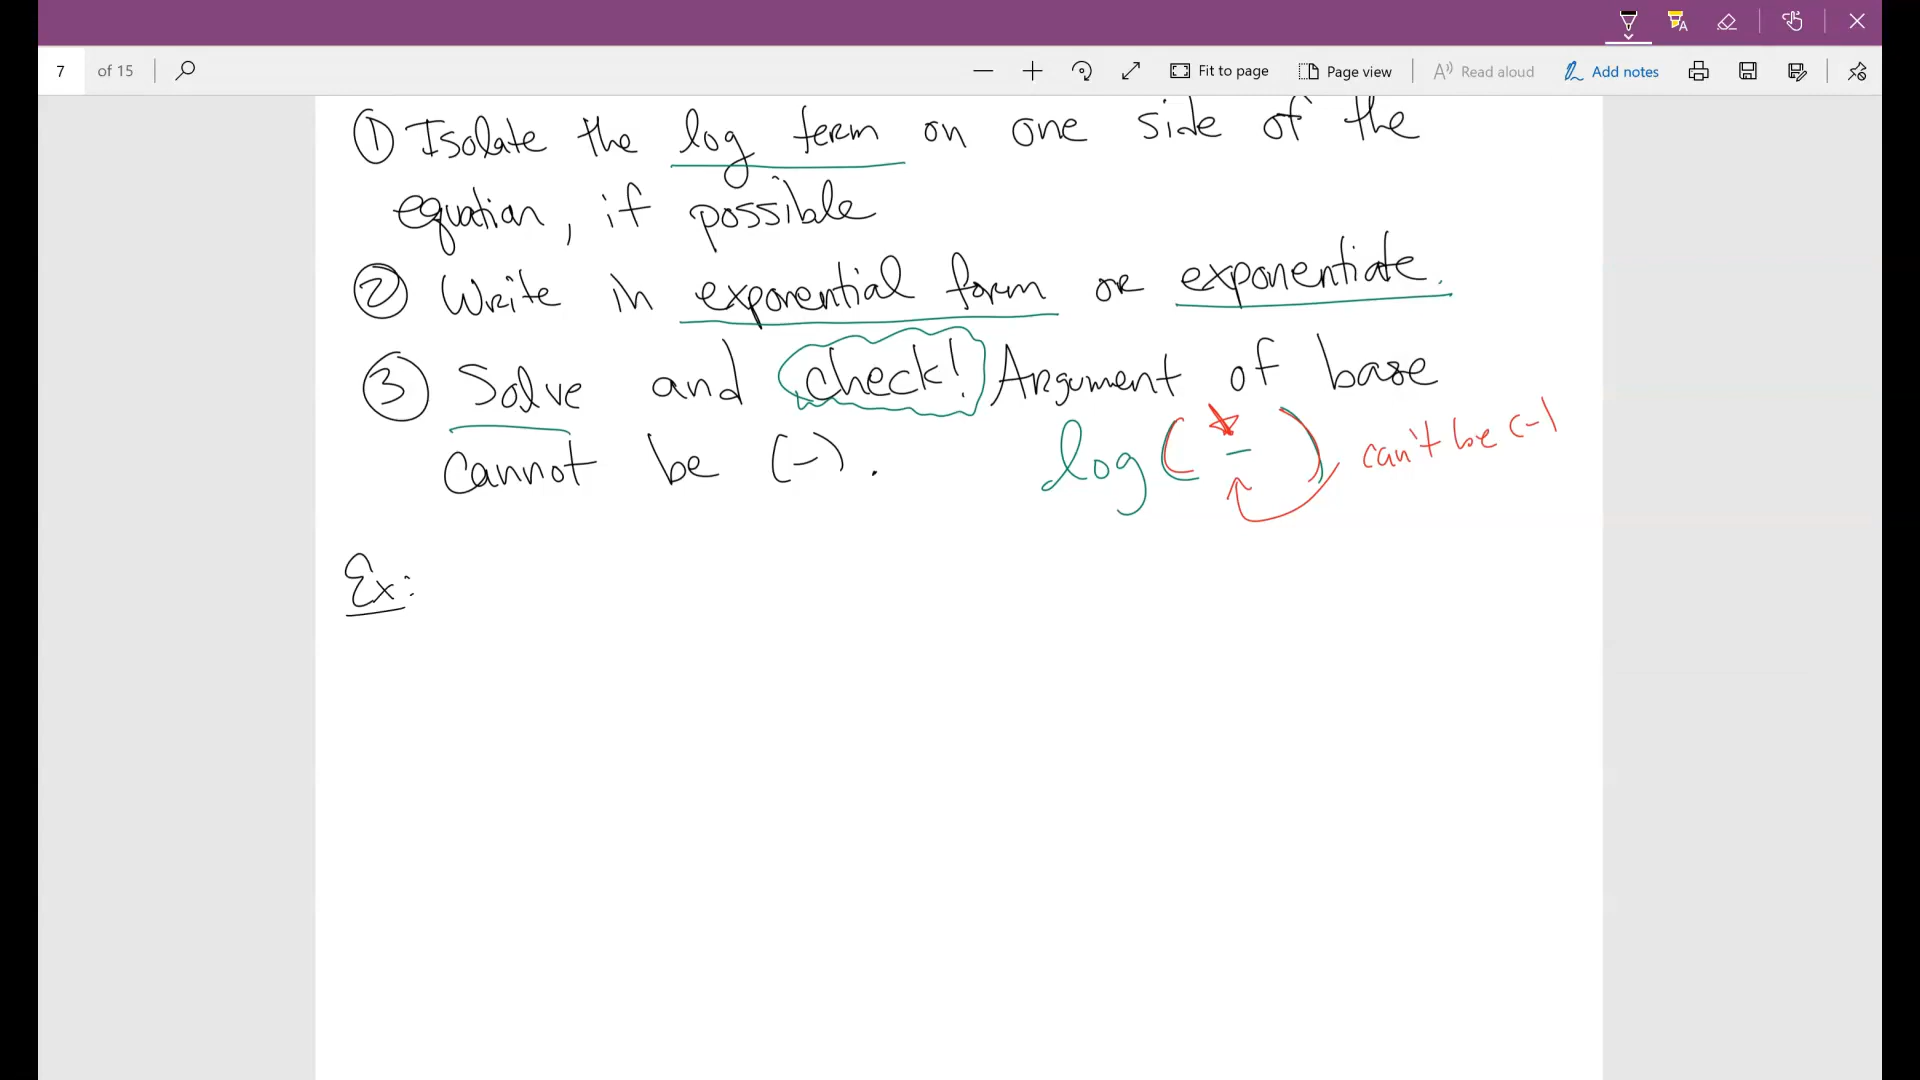 7 of 15
Fit to page
Page view
Read aloud
Add notes
① Isolate the log term on one side of the
equation, if possible
② Write in exponential form or exponentiate.
③ Solve and check! Argument of base
cannot be (-).
log( - ) can't be (-)
Ex: